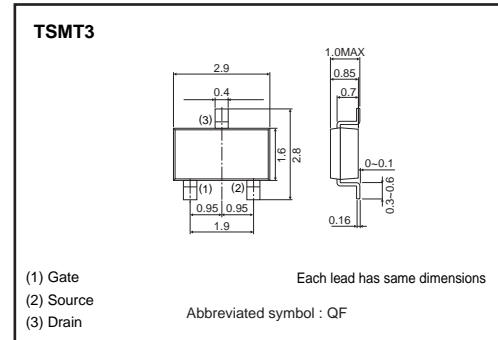 TSMT3
1.0MAX
2.9
0.85
0.4
0.7
(3)
1.6
2.8
0~0.1
(1)
(2)
0.3~0.6
0.95
0.95
0.16
1.9
(1) Gate
Each lead has same dimensions
(2) Source
(3) Drain
Abbreviated symbol : QF